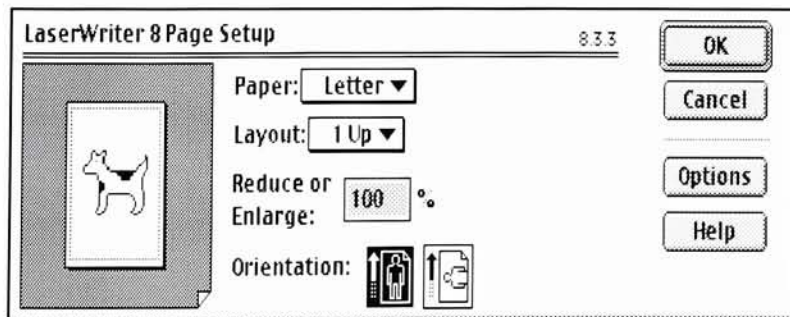 LaserWriter 8 Page Setup 8.3.3
OK
Paper: Letter
Cancel
Layout: 1 Up
Reduce or
Enlarge: 100 %
Options
Help
Orientation: